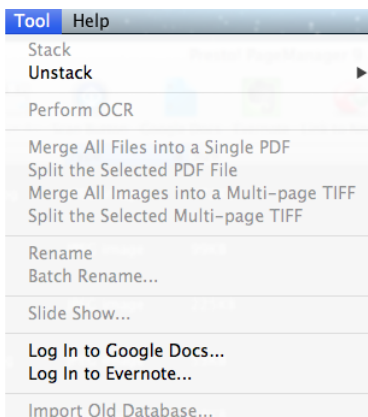 Tool Help
Stack
Unstack
Perform OCR
Merge All Files into a Single PDF
Split the Selected PDF File
Merge All Images into a Multi-page TIFF
Split the Selected Multi-page TIFF
Rename
Batch Rename...
Slide Show...
Log In to Google Docs...
Log In to Evernote...
Import Old Database...